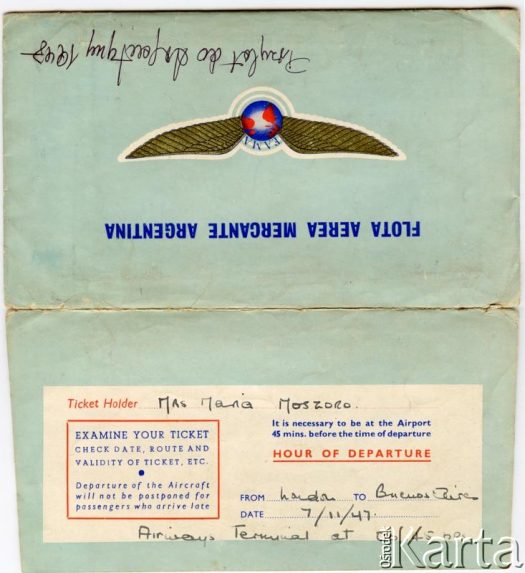 FAMA
FLOTA AEREA MERCANTE ARGENTINA
Ticket Holder Mrs Maria Moszoro.
EXAMINE YOUR TICKET
CHECK DATE, ROUTE AND
VALIDITY OF TICKET, ETC.
Departure of the Aircraft
will not be postponed for
passengers who arrive late
It is necessary to be at the Airport
45 mins. before the time of departure
HOUR OF DEPARTURE
FROM London TO Buenos Aires
DATE 7/11/47.
Airways Terminal at
Ośrodek
Karta